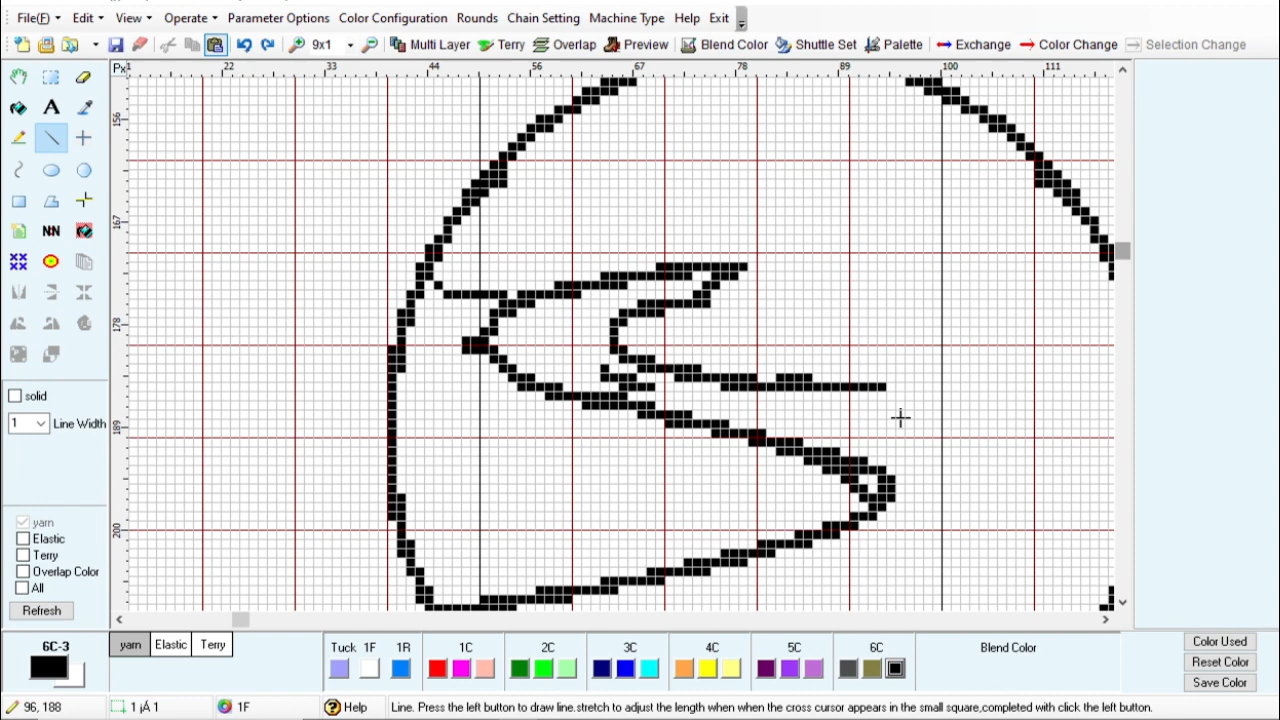 File(F) Edit View Operate Parameter Options Color Configuration Rounds Chain Setting Machine Type Help Exit
9x1 Multi Layer Terry Overlap Preview Blend Color Shuttle Set Palette Exchange Color Change Selection Change
Px 1 22 33 44 56 67 78 89 100 111
156
167
178
189
200
A
NN
solid
1 Line Width
yarn
Elastic
Terry
Overlap Color
All
Refresh
6C-3 yarn Elastic Terry Tuck 1F 1R 1C 2C 3C 4C 5C 6C Blend Color Color Used
Reset Color
Save Color
96, 188 1 ¡Á 1 1F Help Line. Press the left button to draw line.stretch to adjust the length when when the cross cursor appears in the small square,completed with click the left button.